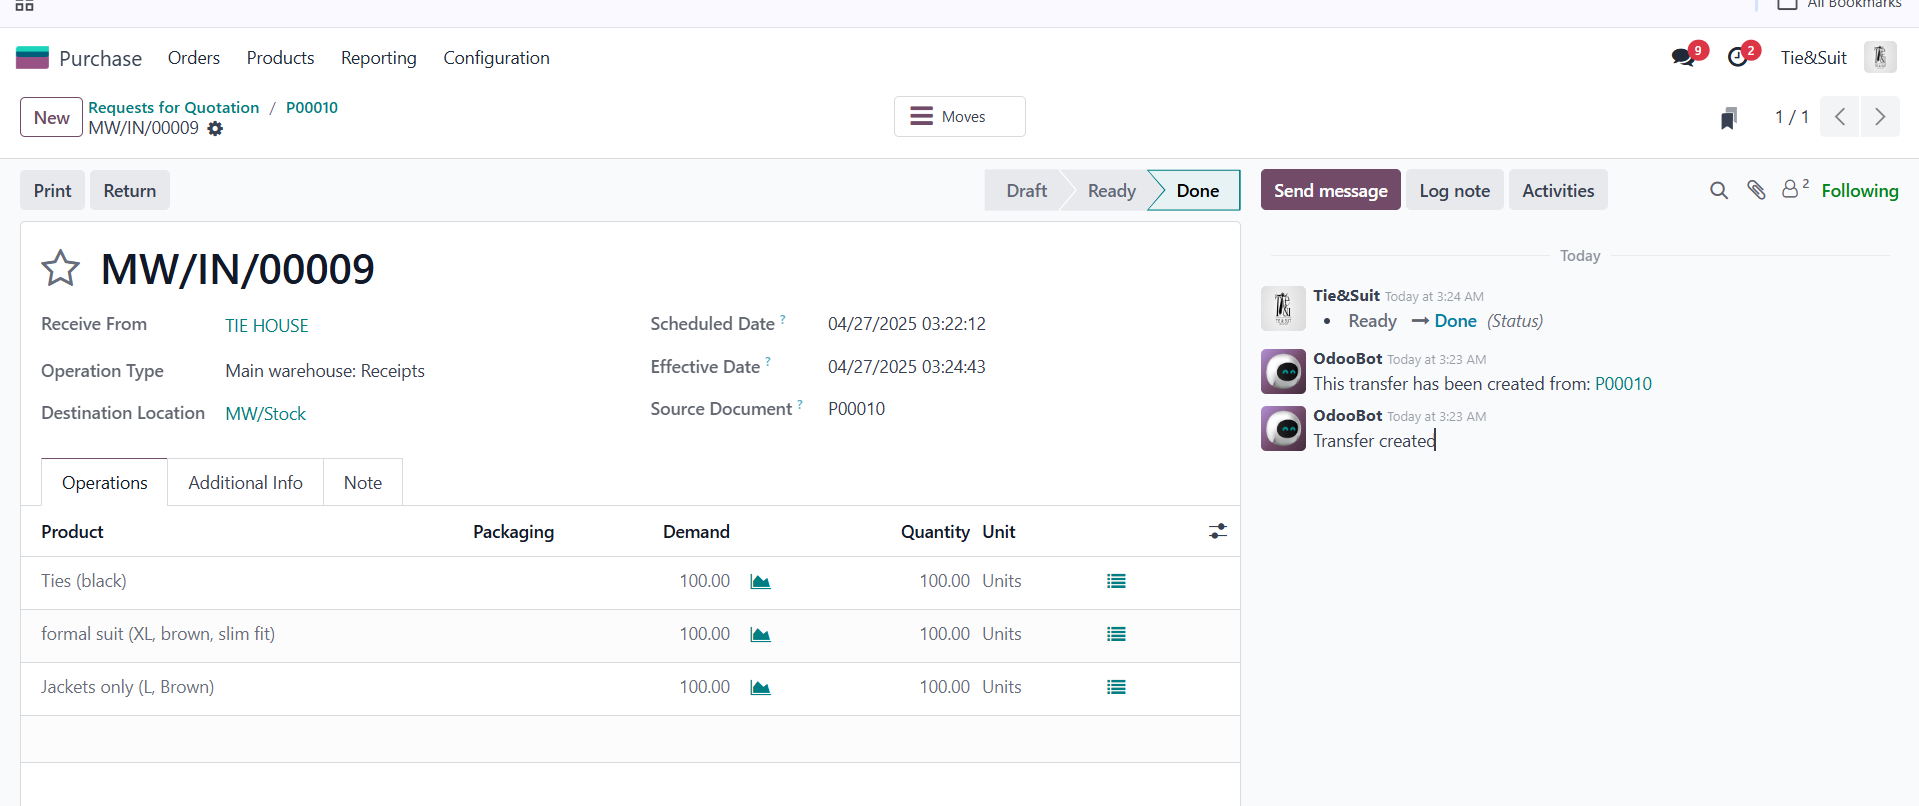 All Bookmarks
Purchase Orders Products Reporting Configuration 9 2 Tie&Suit
New Requests for Quotation / P00010
MW/IN/00009 Moves 1 / 1
Print Return Draft Ready Done Send message Log note Activities 2 Following
MW/IN/00009
Receive From TIE HOUSE Scheduled Date ? 04/27/2025 03:22:12
Operation Type Main warehouse: Receipts Effective Date ? 04/27/2025 03:24:43
Destination Location MW/Stock Source Document ? P00010
Operations Additional Info Note
Product Packaging Demand Quantity Unit
Ties (black) 100.00 100.00 Units
formal suit (XL, brown, slim fit) 100.00 100.00 Units
Jackets only (L, Brown) 100.00 100.00 Units
Today
Tie&Suit Today at 3:24 AM
• Ready → Done (Status)
OdooBot Today at 3:23 AM
This transfer has been created from: P00010
OdooBot Today at 3:23 AM
Transfer created